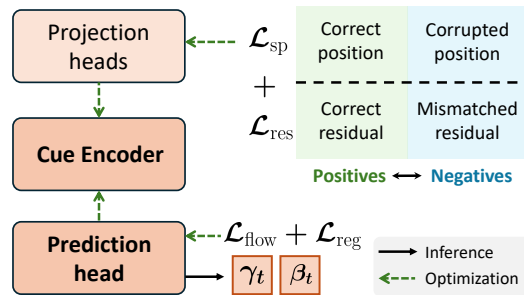 Projection
heads
Cue Encoder
Prediction
head
𝓛sp
+
𝓛res
Correct
position
Corrupted
position
Correct
residual
Mismatched
residual
Positives ↔ Negatives
𝓛flow + 𝓛reg
γt
βt
Inference
Optimization